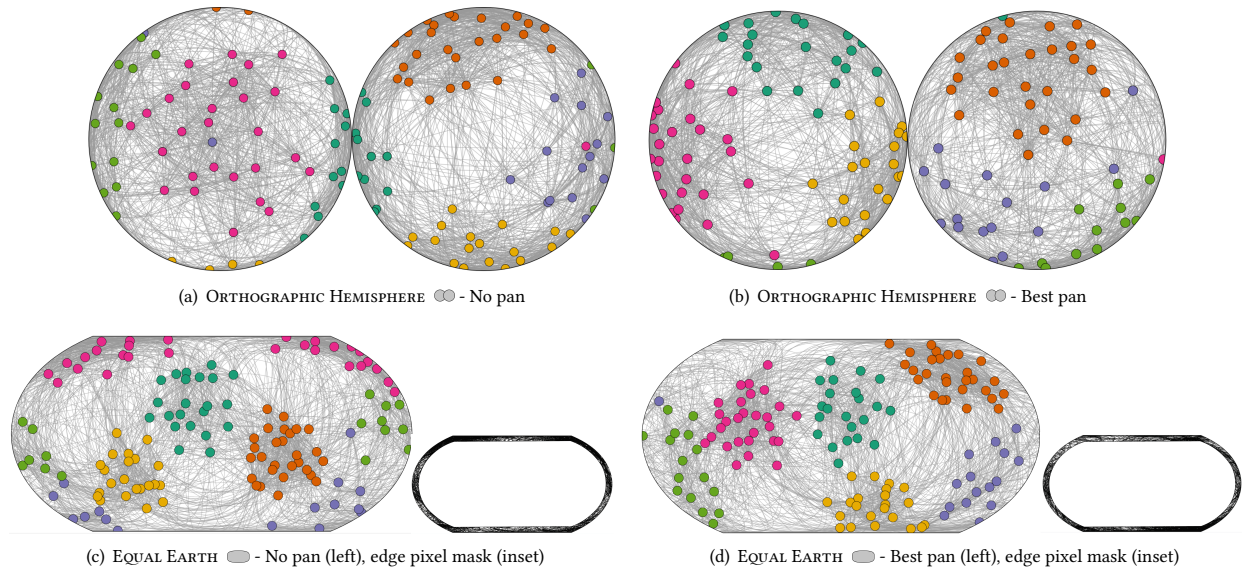 (a) ORTHOGRAPHIC HEMISPHERE - No pan
(b) ORTHOGRAPHIC HEMISPHERE - Best pan
(c) EQUAL EARTH - No pan (left), edge pixel mask (inset)
(d) EQUAL EARTH - Best pan (left), edge pixel mask (inset)